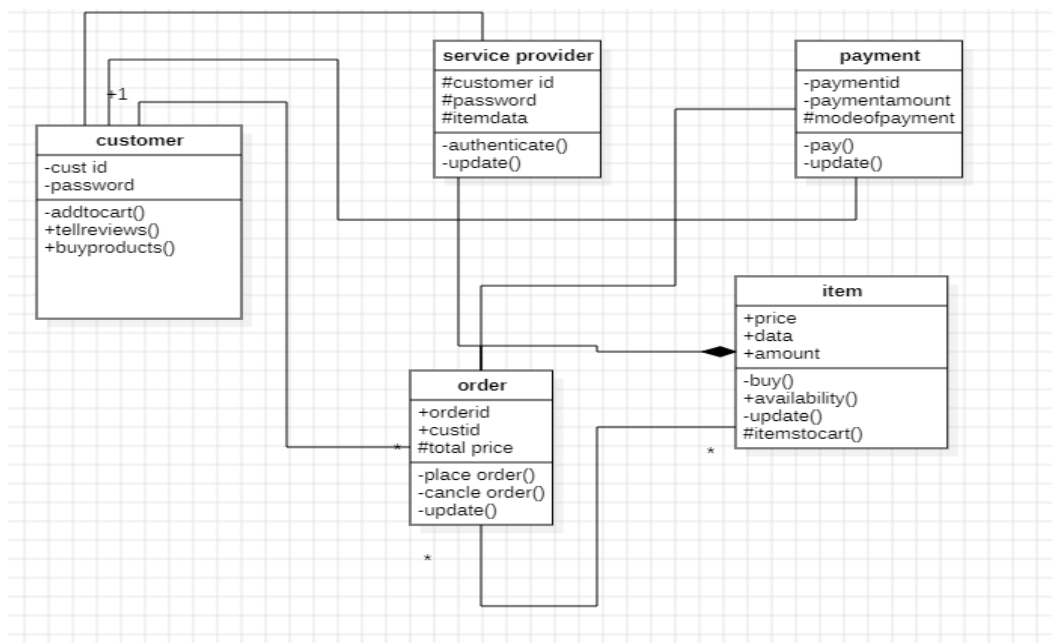 service provider
#customer id
#password
#itemdata
-authenticate()
-update()
payment
-paymentid
-paymentamount
#modeofpayment
-pay()
-update()
+1
customer
-cust id
-password
-addtocart()
+tellreviews()
+buyproducts()
item
+price
+data
+amount
-buy()
+availability()
-update()
#itemstocart()
*
order
+orderid
+custid
#total price
-place order()
-cancle order()
-update()
*
*